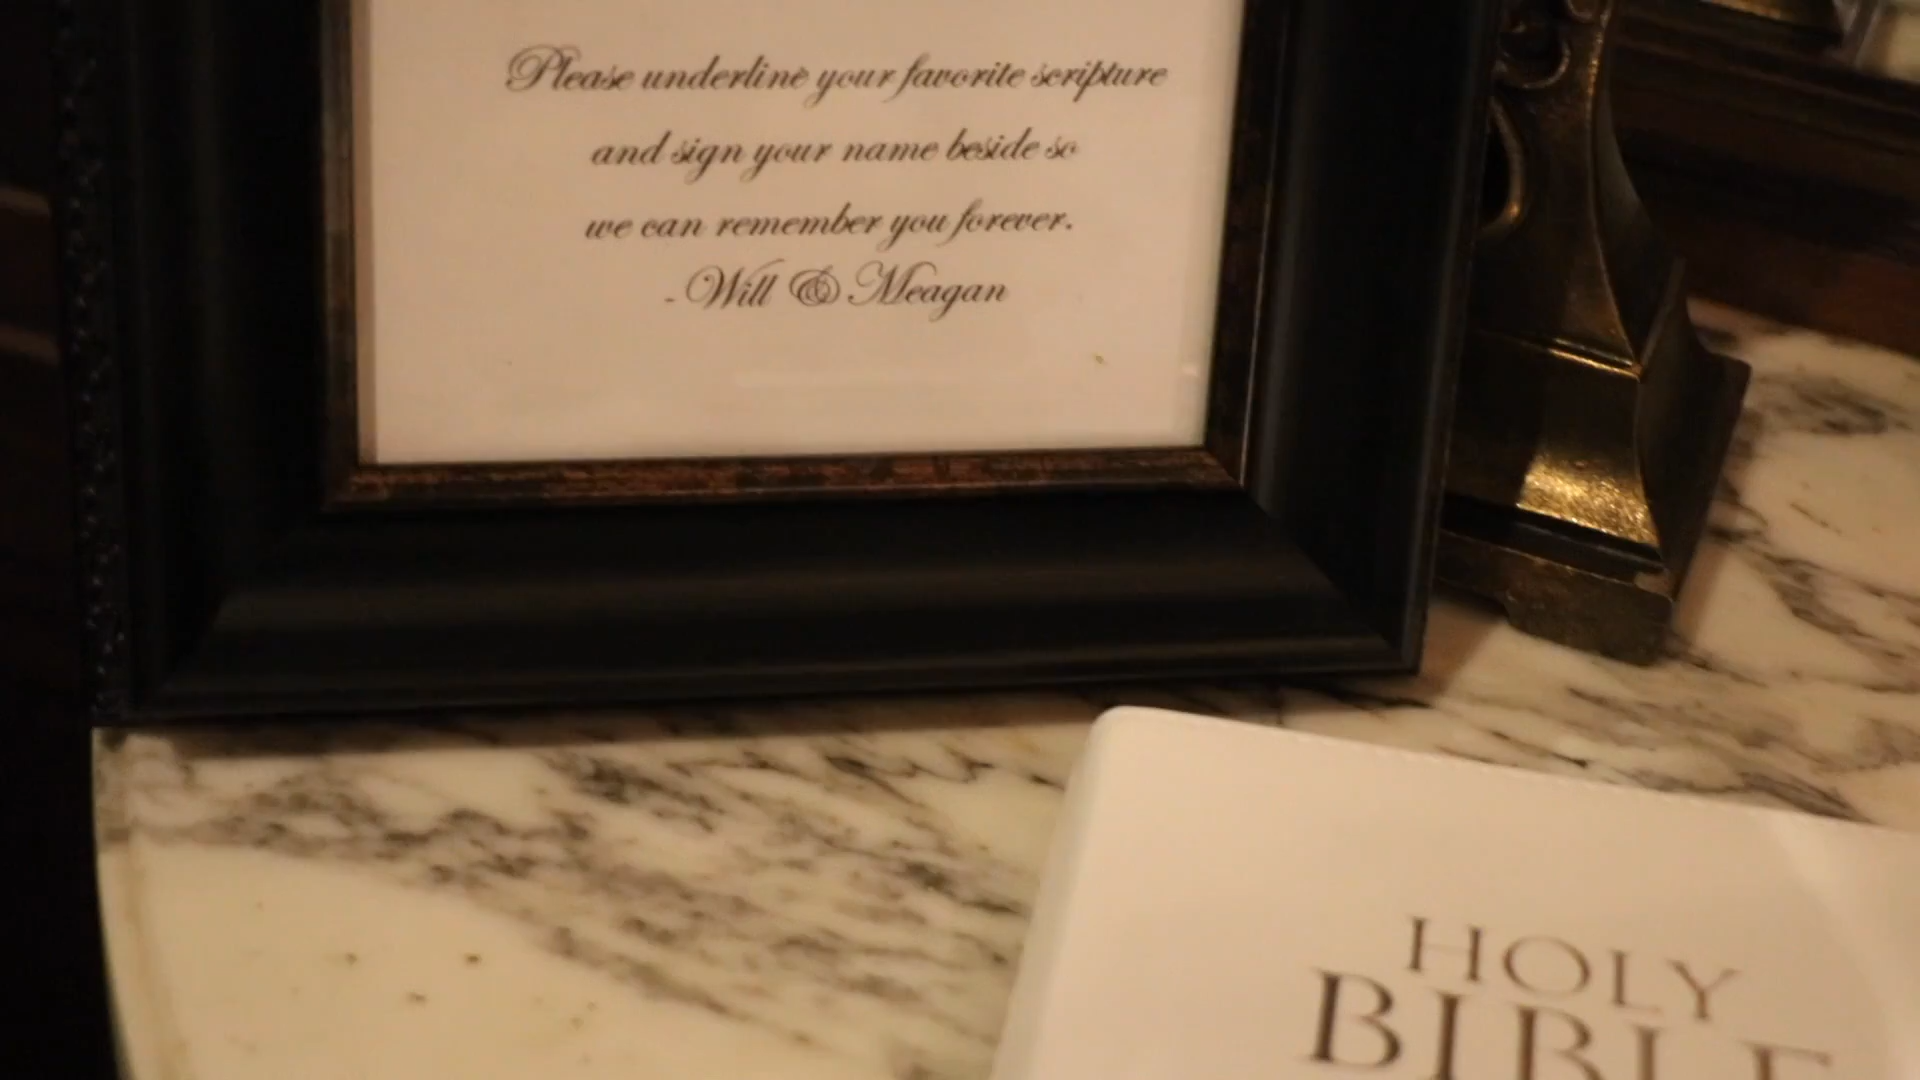 Please underline your favorite scripture
and sign your name beside so
we can remember you forever.
- Will & Meagan
HOLY
BIBLE